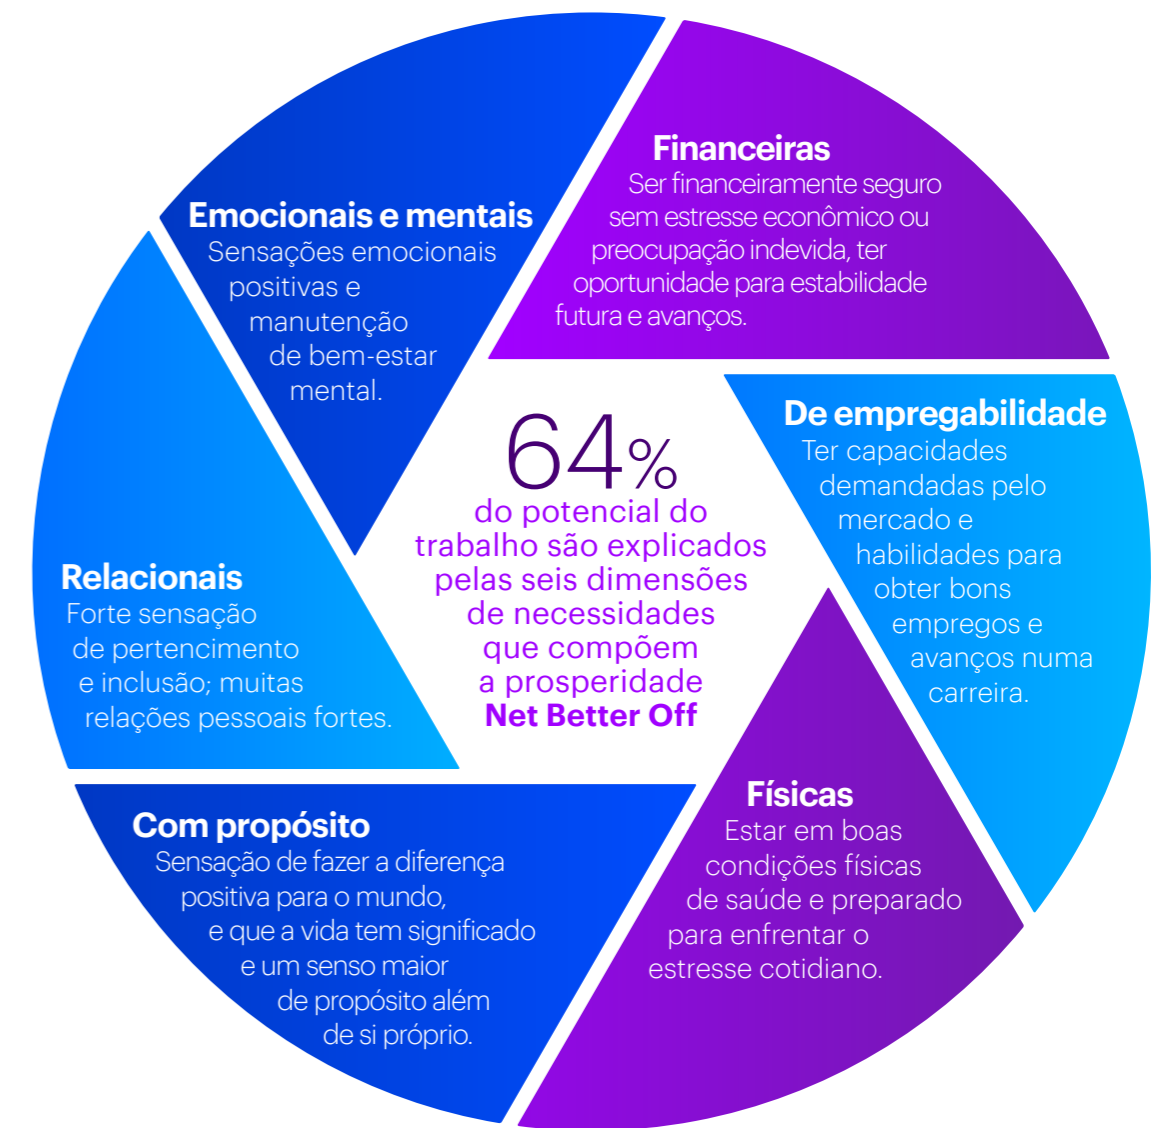 Emocionais e mentais
Sensações emocionais
positivas e
manutenção
de bem-estar
mental.
Financeiras
Ser financeiramente seguro
sem estresse econômico ou
preocupação indevida, ter
oportunidade para estabilidade
futura e avanços.
De empregabilidade
Ter capacidades
demandadas pelo
mercado e
habilidades para
obter bons
empregos e
avanços numa
carreira.
64%
do potencial do
trabalho são explicados
pelas seis dimensões
de necessidades
que compõem
a prosperidade
Net Better Off
Relacionais
Forte sensação
de pertencimento
e inclusão; muitas
relações pessoais fortes.
Com propósito
Sensação de fazer a diferença
positiva para o mundo,
e que a vida tem significado
e um senso maior
de propósito além
de si próprio.
Físicas
Estar em boas
condições físicas
de saúde e preparado
para enfrentar o
estresse cotidiano.